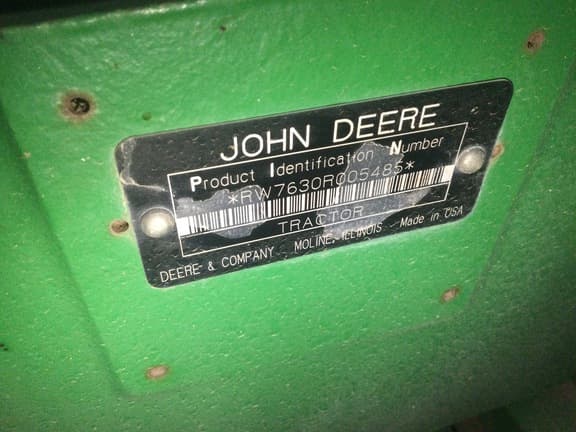 JOHN DEERE
Product Identification Number
*RW7630R005485*
TRACTOR
DEERE & COMPANY MOLINE, ILLINOIS Made in USA